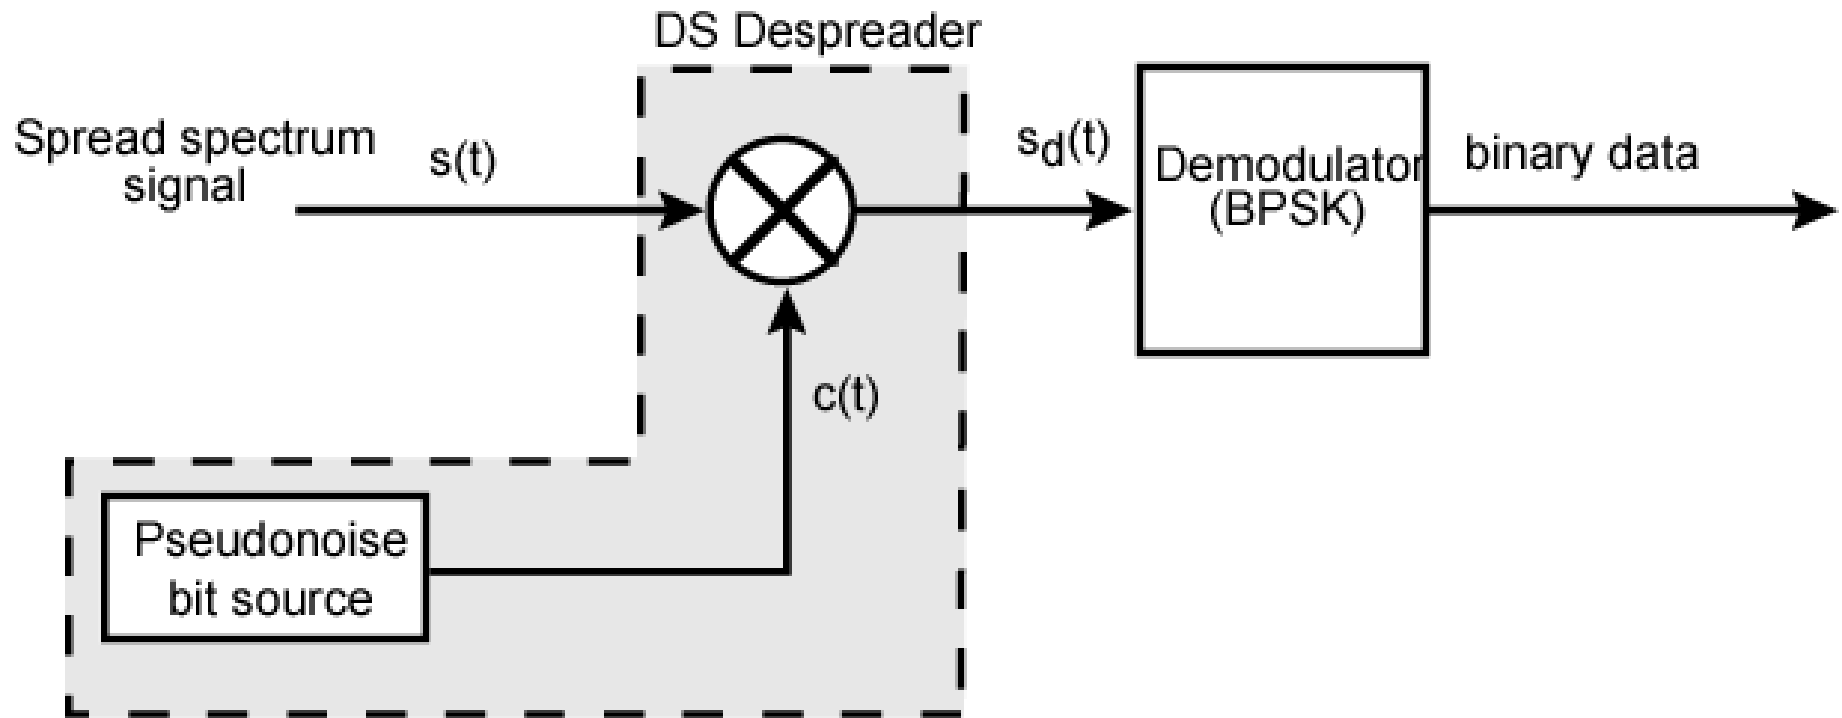 DS Despreader
Spread spectrum
signal
s(t)
sd(t)
Demodulator
(BPSK)
binary data
c(t)
Pseudonoise
bit source